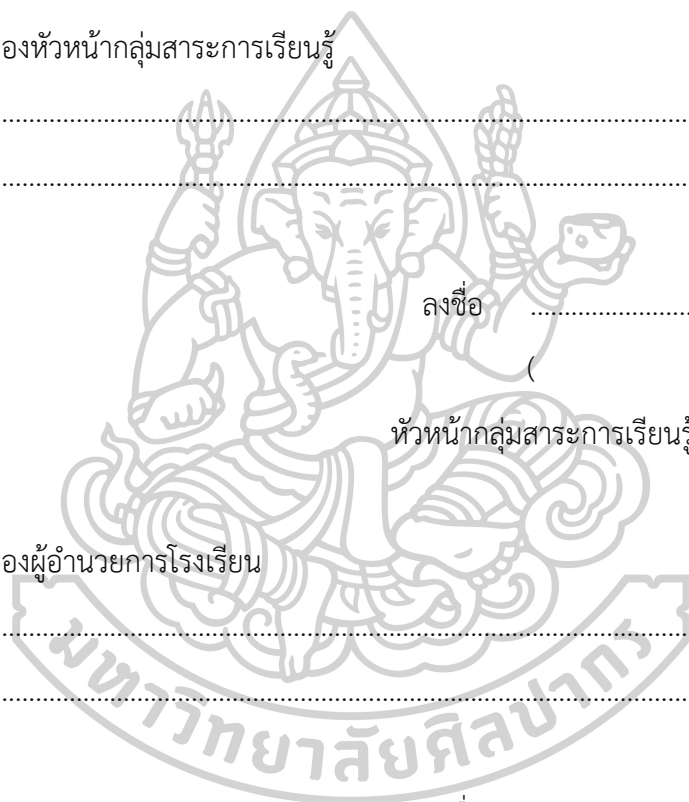 องหัวหน้ากลุ่มสาระการเรียนรู้
................................................................................
................................................................................
ลงชื่อ ......................
(
หัวหน้ากลุ่มสาระการเรียนรู้
องผู้อำนวยการโรงเรียน
................................................................................
................................................................................
มหาวิทยาลัยศิลปากร